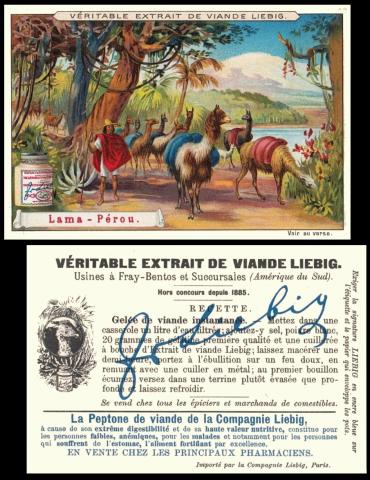 VÉRITABLE EXTRAIT DE VIANDE LIEBIG.
Lama - Pérou.
Voir au verso.
VÉRITABLE EXTRAIT DE VIANDE LIEBIG.
Usines à Fray-Bentos et Succursales (Amérique du Sud).
Hors concours depuis 1885.
RECETTE.
Gelée de viande instantanée. Mettez dans une
casserole un litre d'eau filtrée; ajoutez-y sel, poivre blanc,
20 grammes de gélatine première qualité et une cuillerée
à bouche d'Extrait de viande Liebig; laissez macérer une
demi-heure, portez à l'ébullition sur un feu doux, en
remuant avec une cuiller en métal; au premier bouillon
écumez, versez dans une terrine plutôt évasée que pro-
fonde et laissez refroidir.
Se vend chez tous les épiciers et marchands de comestibles.
La Peptone de viande de la Compagnie Liebig,
à cause de son extrême digestibilité et de sa haute valeur nutritive, constitue pour
les personnes faibles, anémiques, pour les malades et notamment pour les personnes
qui souffrent de l'estomac, l'aliment fortifiant par excellence.
EN VENTE CHEZ LES PRINCIPAUX PHARMACIENS.
Importé par la Compagnie Liebig, Paris.
Exiger la signature LIEBIG en encre bleue sur
l'étiquette et le papier qui enveloppe les pots.